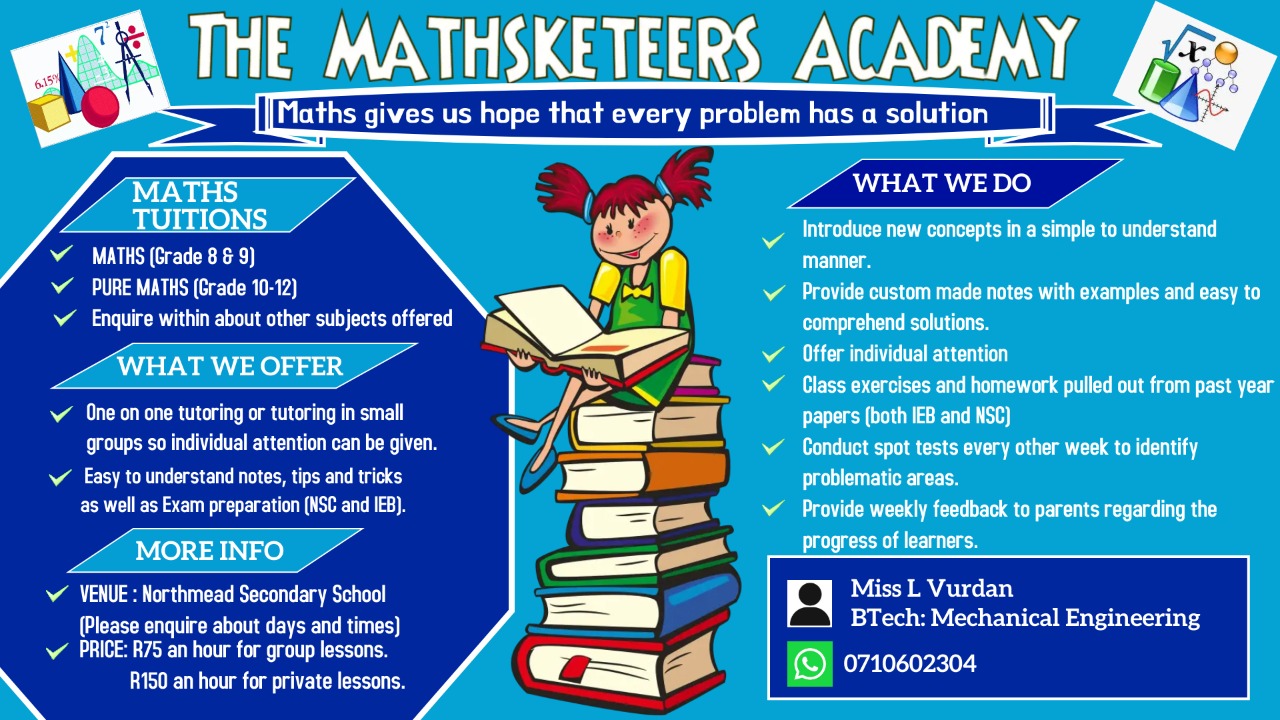 THE MATHSKETEERS ACADEMY
Maths gives us hope that every problem has a solution
7²
6.15%
√x
MATHS
TUITIONS
MATHS (Grade 8 & 9)
PURE MATHS (Grade 10-12)
Enquire within about other subjects offered
WHAT WE OFFER
One on one tutoring or tutoring in small
groups so individual attention can be given.
Easy to understand notes, tips and tricks
as well as Exam preparation (NSC and IEB).
MORE INFO
VENUE : Northmead Secondary School
(Please enquire about days and times)
PRICE: R75 an hour for group lessons.
R150 an hour for private lessons.
WHAT WE DO
Introduce new concepts in a simple to understand
manner.
Provide custom made notes with examples and easy to
comprehend solutions.
Offer individual attention
Class exercises and homework pulled out from past year
papers (both IEB and NSC)
Conduct spot tests every other week to identify
problematic areas.
Provide weekly feedback to parents regarding the
progress of learners.
Miss L Vurdan
BTech: Mechanical Engineering
0710602304